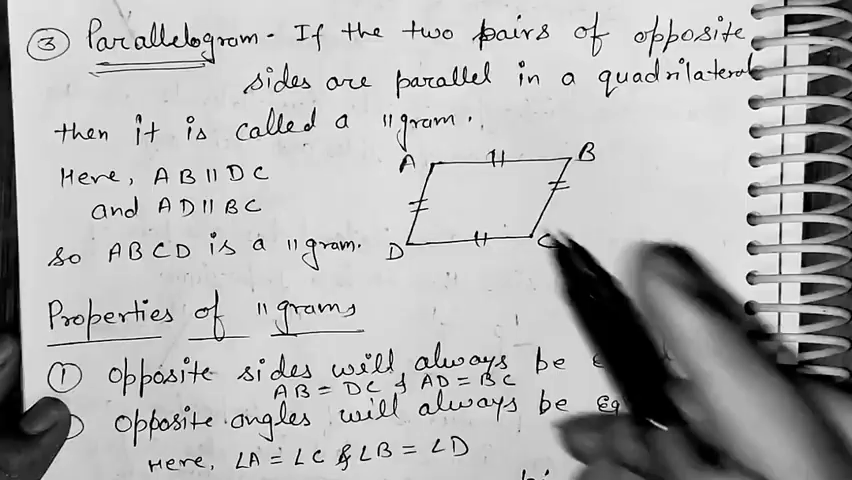 ③ Parallelogram - If the two pairs of opposite
sides are parallel in a quadrilateral
then it is called a ||gram.
Here, AB || DC
and AD || BC
so ABCD is a ||gram.
A
B
D
C
Properties of ||grams
① opposite sides will always be
AB = DC & AD = BC
opposite angles will always be
Here, ∠A = ∠C & ∠B = ∠D